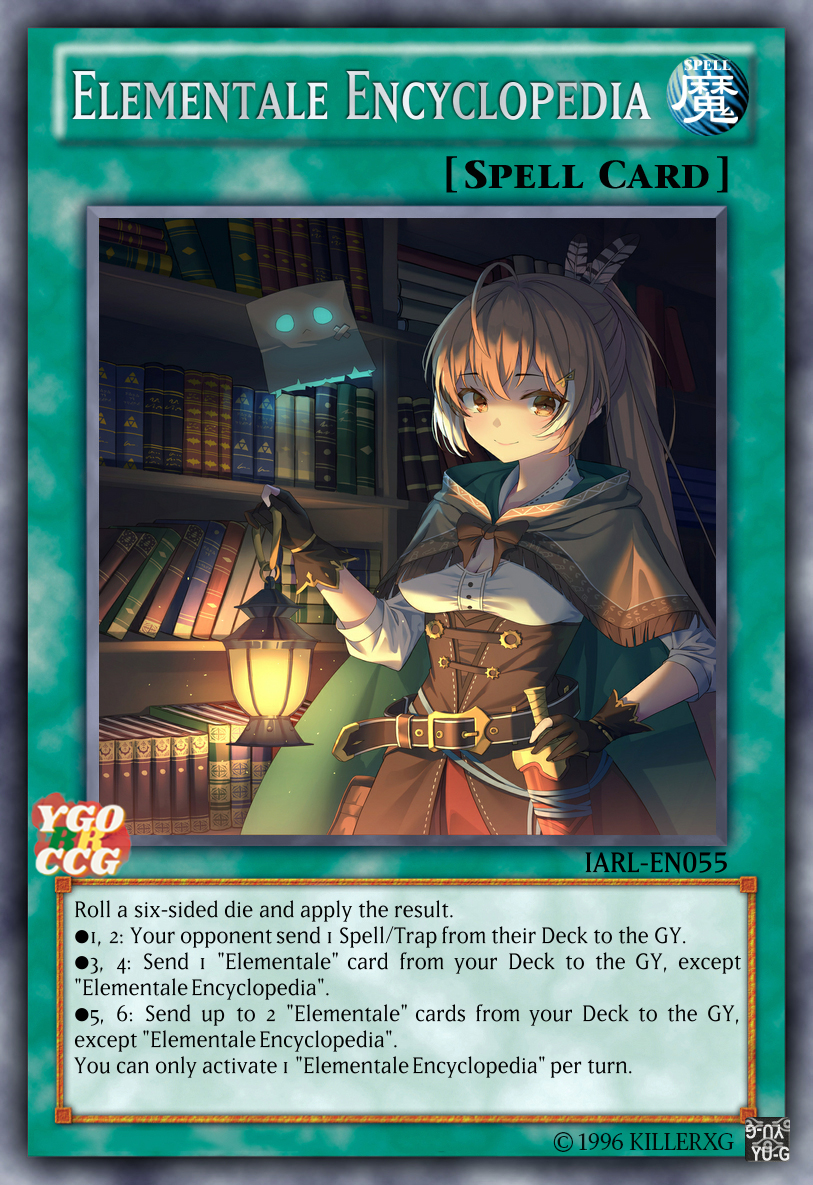 ELEMENTALE ENCYCLOPEDIA
SPELL
魔
[SPELL CARD]
YGO
RR
CCG
IARL-EN055
Roll a six-sided die and apply the result.
●1, 2: Your opponent send 1 Spell/Trap from their Deck to the GY.
●3, 4: Send 1 "Elementale" card from your Deck to the GY, except
"Elementale Encyclopedia".
●5, 6: Send up to 2 "Elementale" cards from your Deck to the GY,
except "Elementale Encyclopedia".
You can only activate 1 "Elementale Encyclopedia" per turn.
© 1996 KILLERXG
YU-G
YU-G